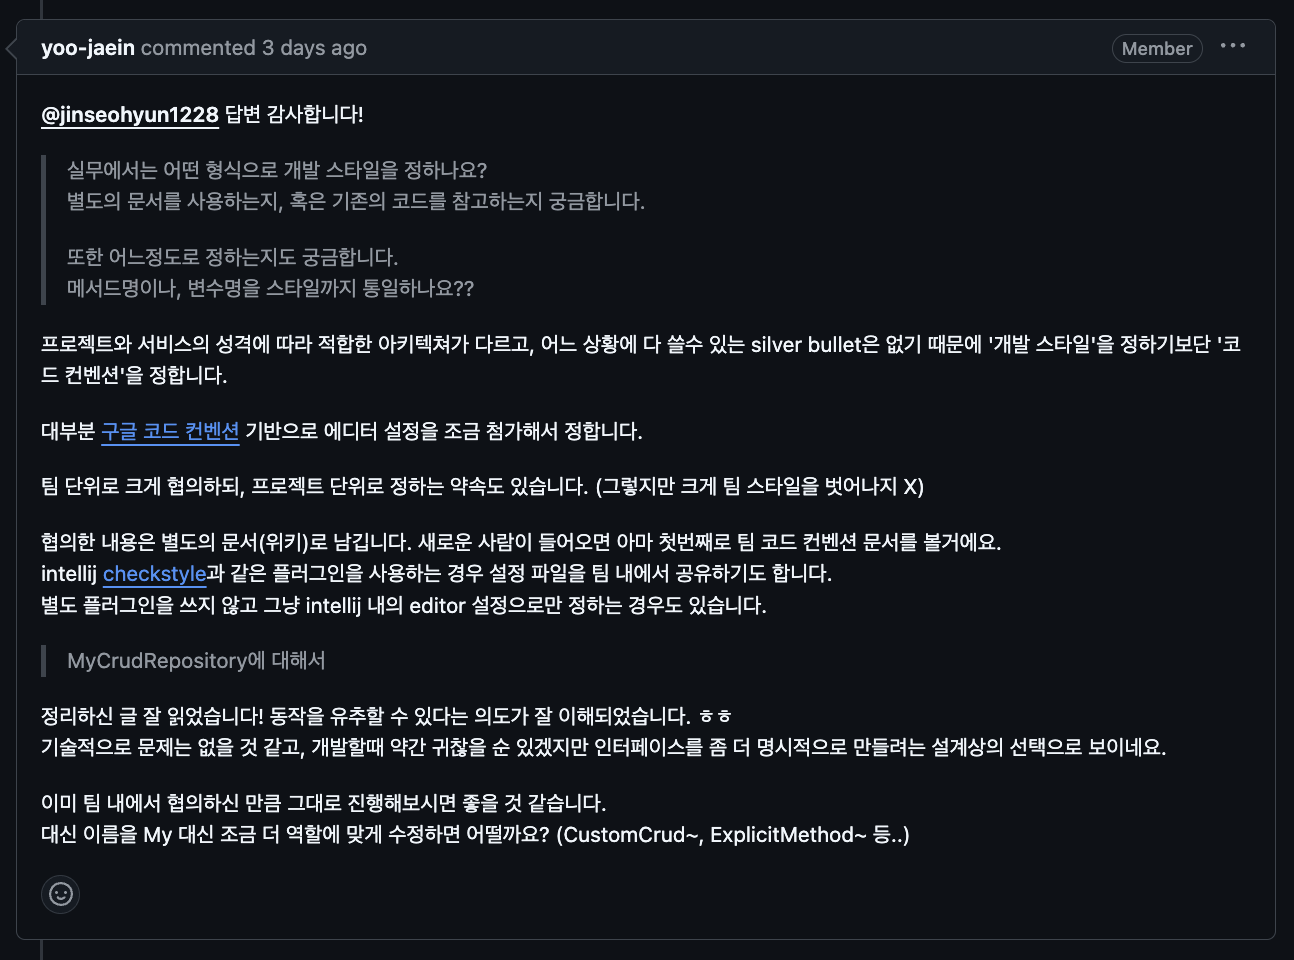 yoo-jaein commented 3 days ago
Member
@jinseohyun1228 답변 감사합니다!
실무에서는 어떤 형식으로 개발 스타일을 정하나요?
별도의 문서를 사용하는지, 혹은 기존의 코드를 참고하는지 궁금합니다.
또한 어느정도로 정하는지도 궁금합니다.
메서드명이나, 변수명을 스타일까지 통일하나요??
프로젝트와 서비스의 성격에 따라 적합한 아키텍쳐가 다르고, 어느 상황에 다 쓸수 있는 silver bullet은 없기 때문에 '개발 스타일'을 정하기보단 '코
드 컨벤션'을 정합니다.
대부분 구글 코드 컨벤션 기반으로 에디터 설정을 조금 첨가해서 정합니다.
팀 단위로 크게 협의하되, 프로젝트 단위로 정하는 약속도 있습니다. (그렇지만 크게 팀 스타일을 벗어나지 X)
협의한 내용은 별도의 문서(위키)로 남깁니다. 새로운 사람이 들어오면 아마 첫번째로 팀 코드 컨벤션 문서를 볼거에요.
intellij checkstyle과 같은 플러그인을 사용하는 경우 설정 파일을 팀 내에서 공유하기도 합니다.
별도 플러그인을 쓰지 않고 그냥 intellij 내의 editor 설정으로만 정하는 경우도 있습니다.
MyCrudRepository에 대해서
정리하신 글 잘 읽었습니다! 동작을 유추할 수 있다는 의도가 잘 이해되었습니다. ㅎㅎ
기술적으로 문제는 없을 것 같고, 개발할때 약간 귀찮을 순 있겠지만 인터페이스를 좀 더 명시적으로 만들려는 설계상의 선택으로 보이네요.
이미 팀 내에서 협의하신 만큼 그대로 진행해보시면 좋을 것 같습니다.
대신 이름을 My 대신 조금 더 역할에 맞게 수정하면 어떨까요? (CustomCrud~, ExplicitMethod~ 등..)